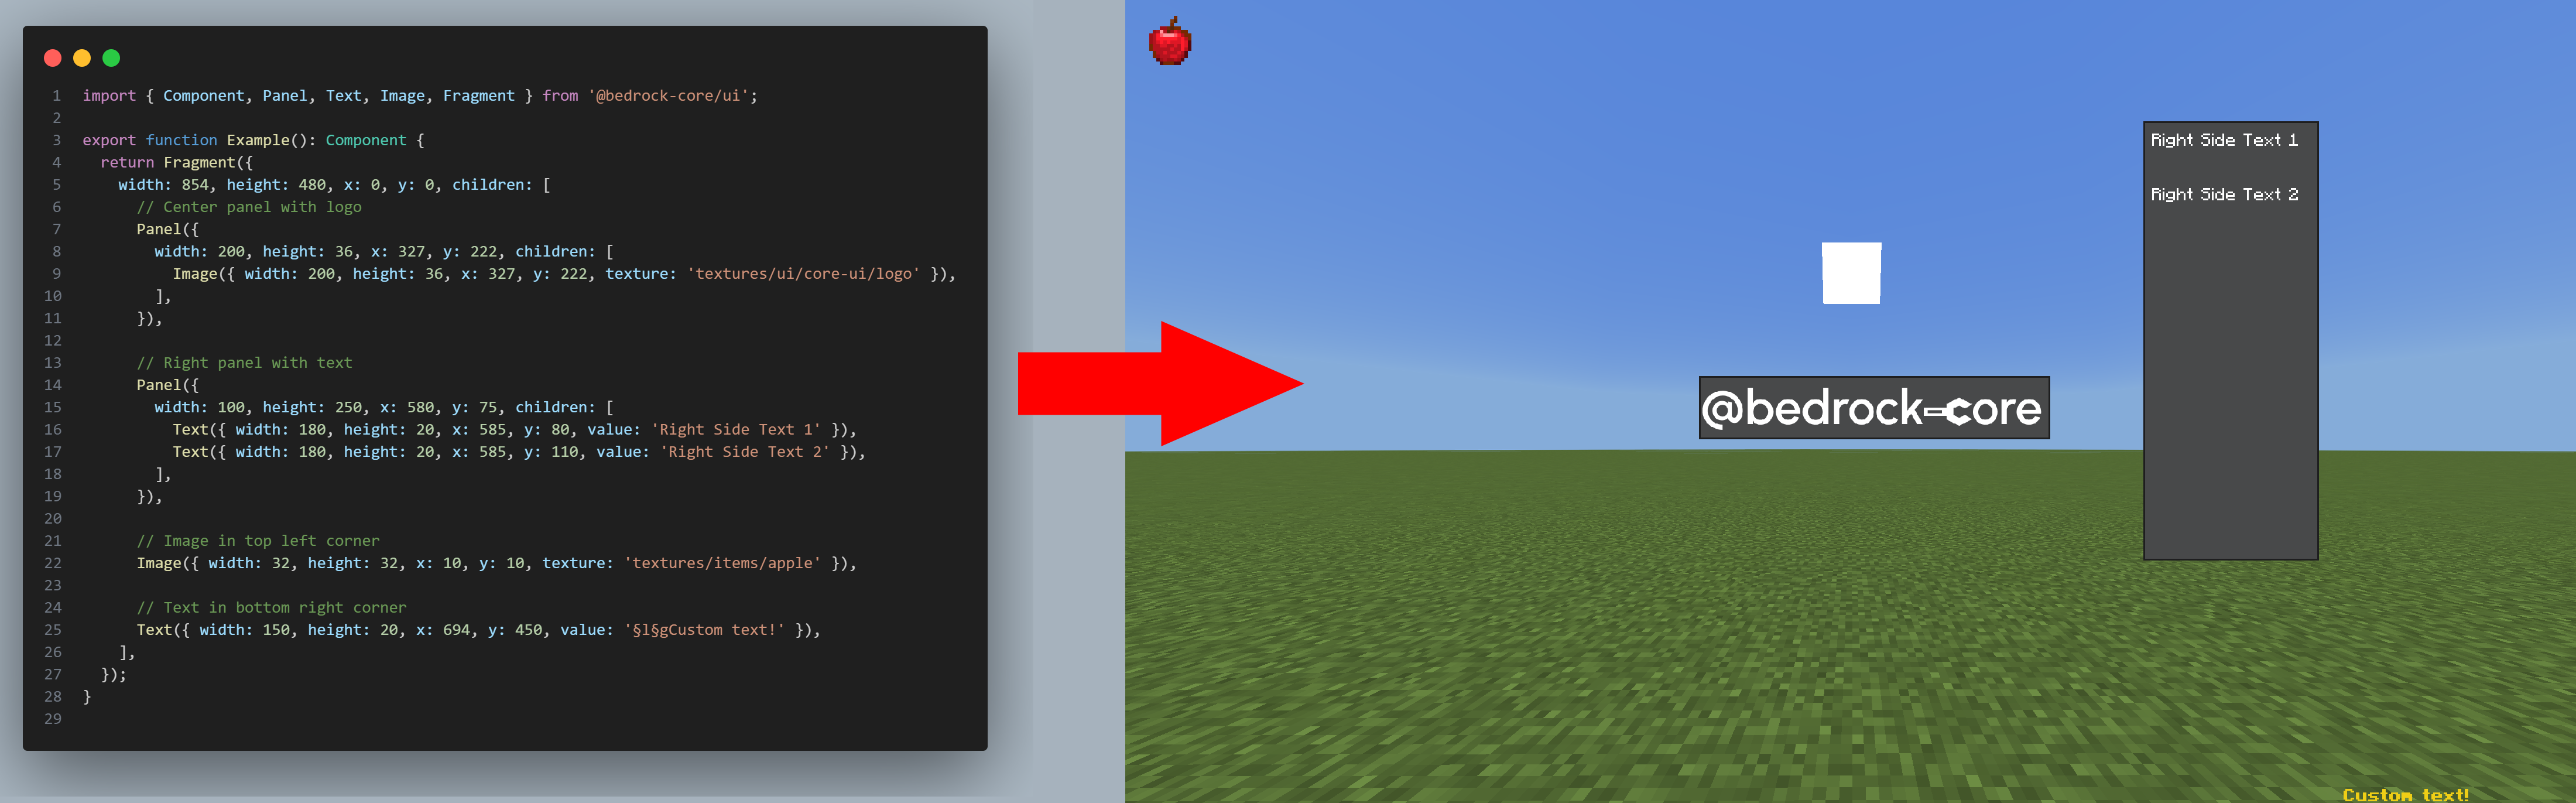 1 import { Component, Panel, Text, Image, Fragment } from '@bedrock-core/ui';
2
3 export function Example(): Component {
4   return Fragment({
5     width: 854, height: 480, x: 0, y: 0, children: [
6       // Center panel with logo
7       Panel({
8         width: 200, height: 36, x: 327, y: 222, children: [
9           Image({ width: 200, height: 36, x: 327, y: 222, texture: 'textures/ui/core-ui/logo' }),
10         ],
11       }),
12
13       // Right panel with text
14       Panel({
15         width: 100, height: 250, x: 580, y: 75, children: [
16           Text({ width: 180, height: 20, x: 585, y: 80, value: 'Right Side Text 1' }),
17           Text({ width: 180, height: 20, x: 585, y: 110, value: 'Right Side Text 2' }),
18         ],
19       }),
20
21       // Image in top left corner
22       Image({ width: 32, height: 32, x: 10, y: 10, texture: 'textures/items/apple' }),
23
24       // Text in bottom right corner
25       Text({ width: 150, height: 20, x: 694, y: 450, value: '§l§gCustom text!' }),
26     ],
27   });
28 }
29
Right Side Text 1
Right Side Text 2
@bedrock-core
Custom text!